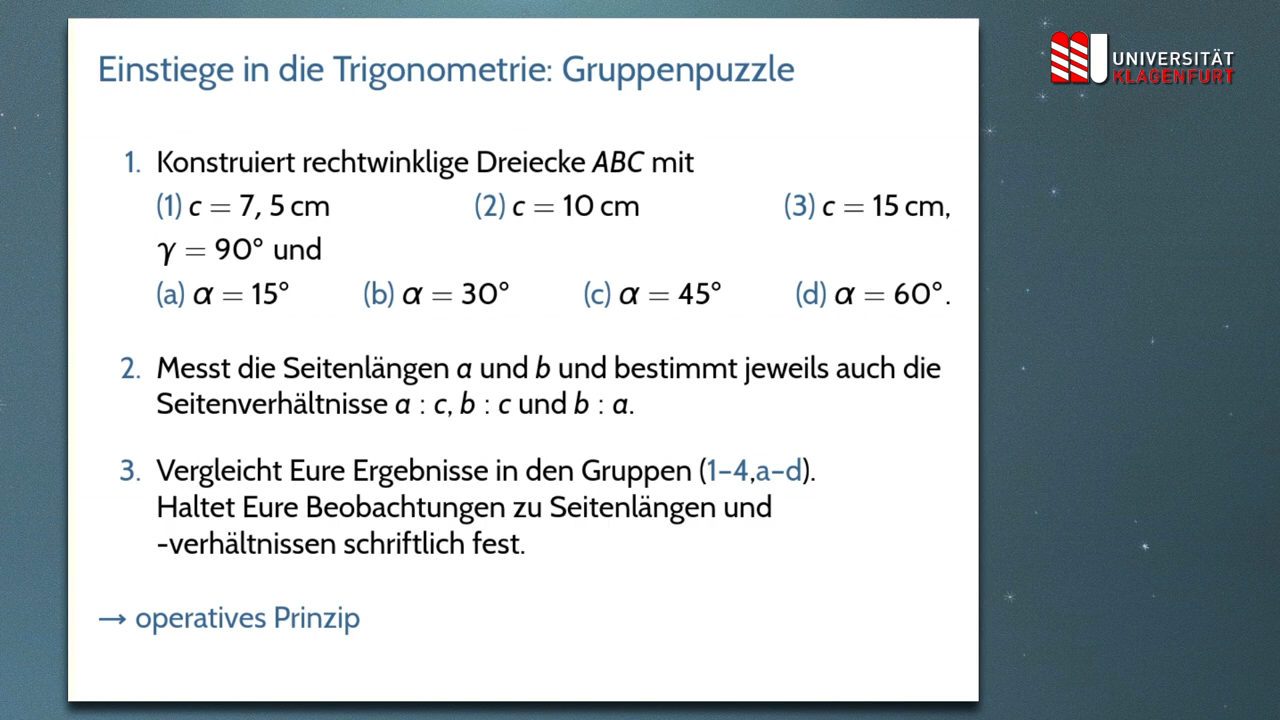 Einstiege in die Trigonometrie: Gruppenpuzzle
UNIVERSITÄT
KLAGENFURT
1. Konstruiert rechtwinklige Dreiecke ABC mit
(1) c = 7, 5 cm (2) c = 10 cm (3) c = 15 cm,
γ = 90° und
(a) α = 15° (b) α = 30° (c) α = 45° (d) α = 60°.
2. Messt die Seitenlängen a und b und bestimmt jeweils auch die
Seitenverhältnisse a : c, b : c und b : a.
3. Vergleicht Eure Ergebnisse in den Gruppen (1–4,a–d).
Haltet Eure Beobachtungen zu Seitenlängen und
-verhältnissen schriftlich fest.
→ operatives Prinzip